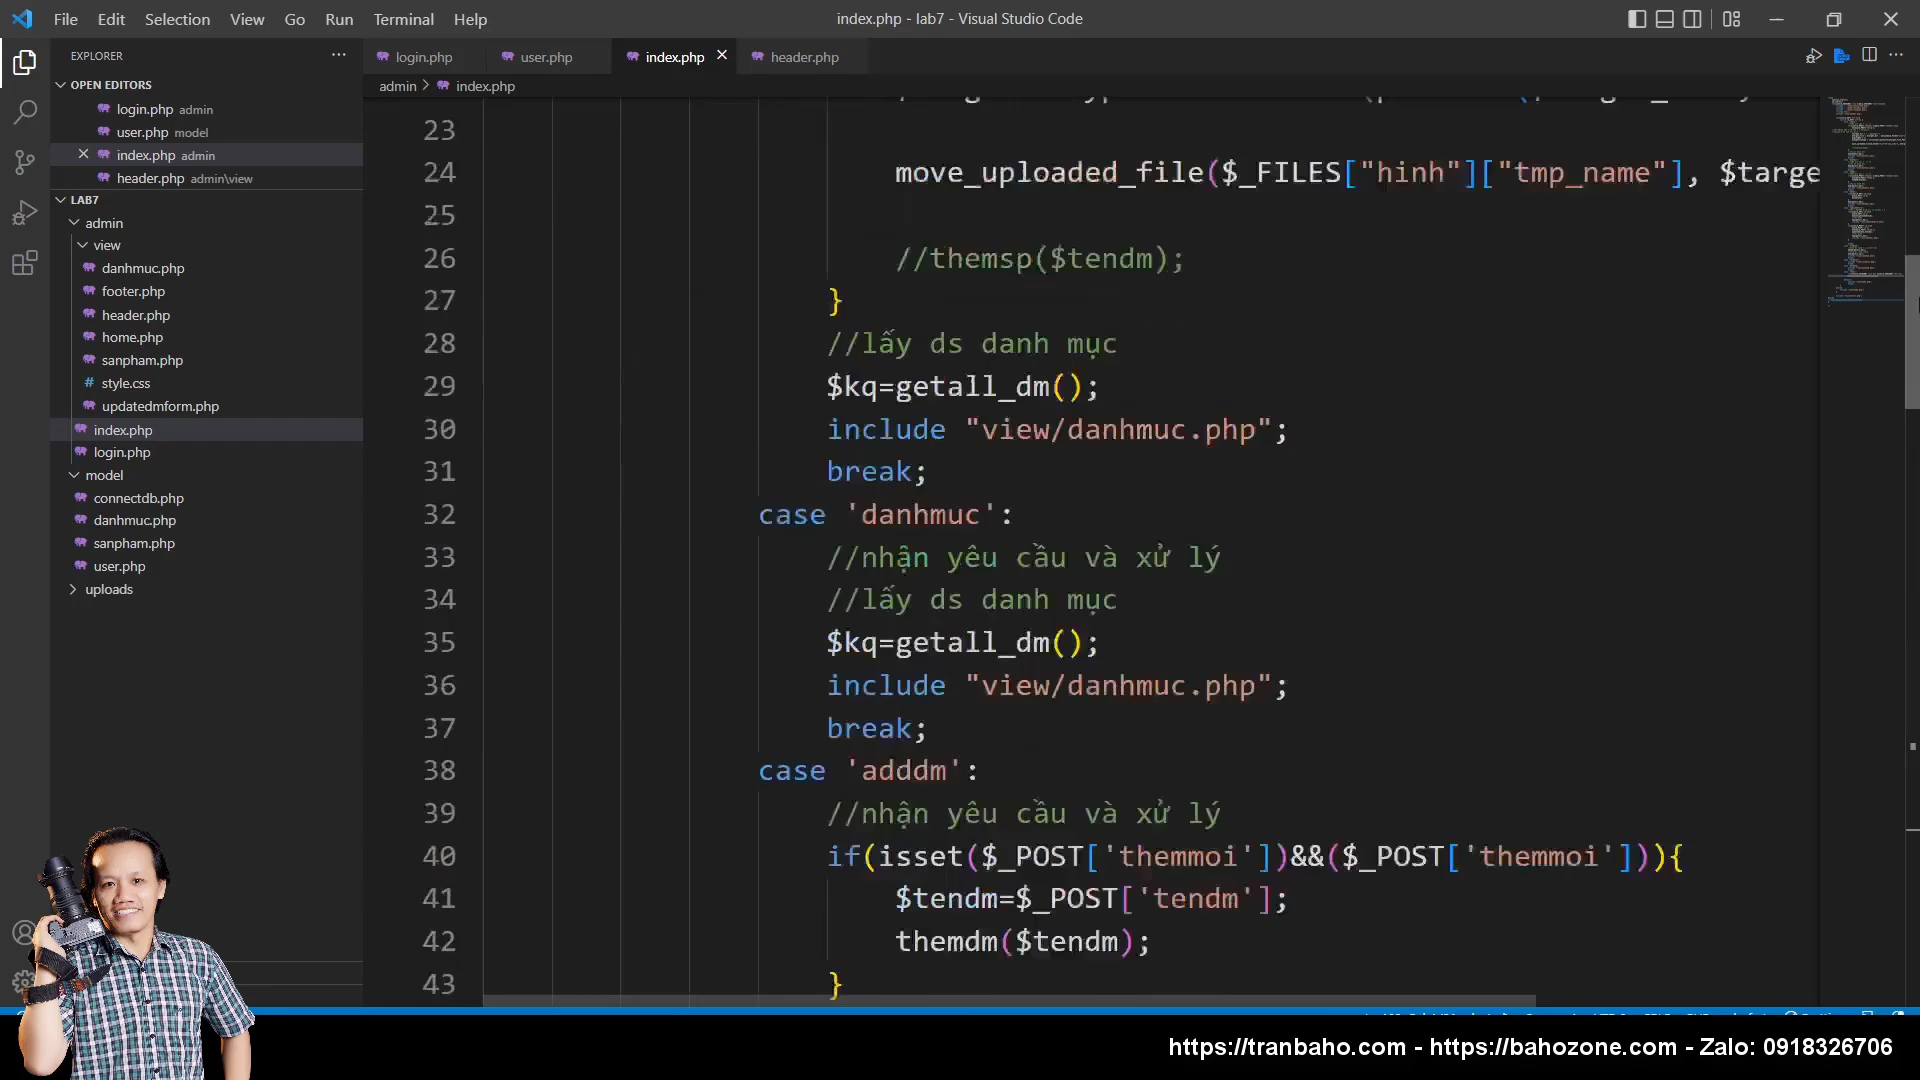 File Edit Selection View Go Run Terminal Help
index.php - lab7 - Visual Studio Code
EXPLORER
OPEN EDITORS
login.php admin
user.php model
index.php admin
header.php admin\view
LAB7
admin
view
danhmuc.php
footer.php
header.php
home.php
sanpham.php
style.css
updatedmform.php
index.php
login.php
model
connectdb.php
danhmuc.php
sanpham.php
user.php
uploads
login.php user.php index.php header.php
admin > index.php
23
24 move_uploaded_file($_FILES["hinh"]["tmp_name"], $targe
25
26 //themsp($tendm);
27 }
28 //lấy ds danh mục
29 $kq=getall_dm();
30 include "view/danhmuc.php";
31 break;
32 case 'danhmuc':
33 //nhận yêu cầu và xử lý
34 //lấy ds danh mục
35 $kq=getall_dm();
36 include "view/danhmuc.php";
37 break;
38 case 'adddm':
39 //nhận yêu cầu và xử lý
40 if(isset($_POST['themmoi'])&&($_POST['themmoi'])){
41 $tendm=$_POST['tendm'];
42 themdm($tendm);
43 }
https://tranbaho.com - https://bahozone.com - Zalo: 0918326706